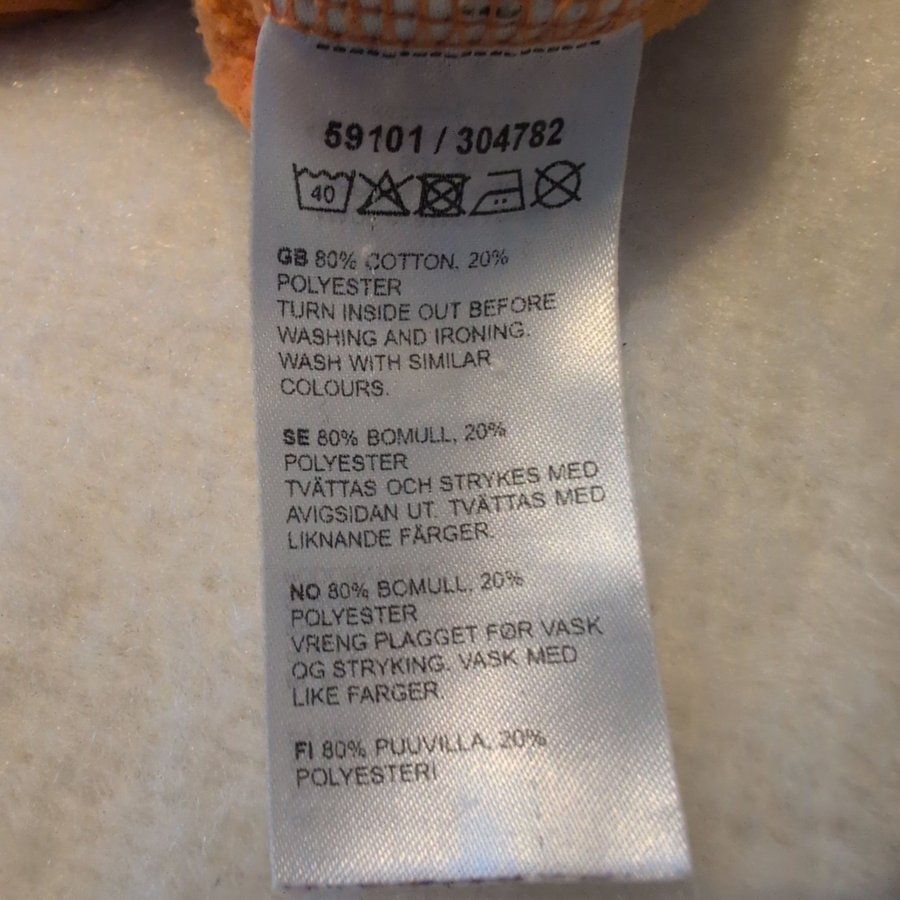 59101 / 304782
40
GB 80% COTTON, 20%
POLYESTER
TURN INSIDE OUT BEFORE
WASHING AND IRONING.
WASH WITH SIMILAR
COLOURS.
SE 80% BOMULL, 20%
POLYESTER
TVÄTTAS OCH STRYKES MED
AVIGSIDAN UT. TVÄTTAS MED
LIKNANDE FÄRGER.
NO 80% BOMULL, 20%
POLYESTER
VRENG PLAGGET FØR VASK
OG STRYKING. VASK MED
LIKE FARGER.
FI 80% PUUVILLA, 20%
POLYESTERI